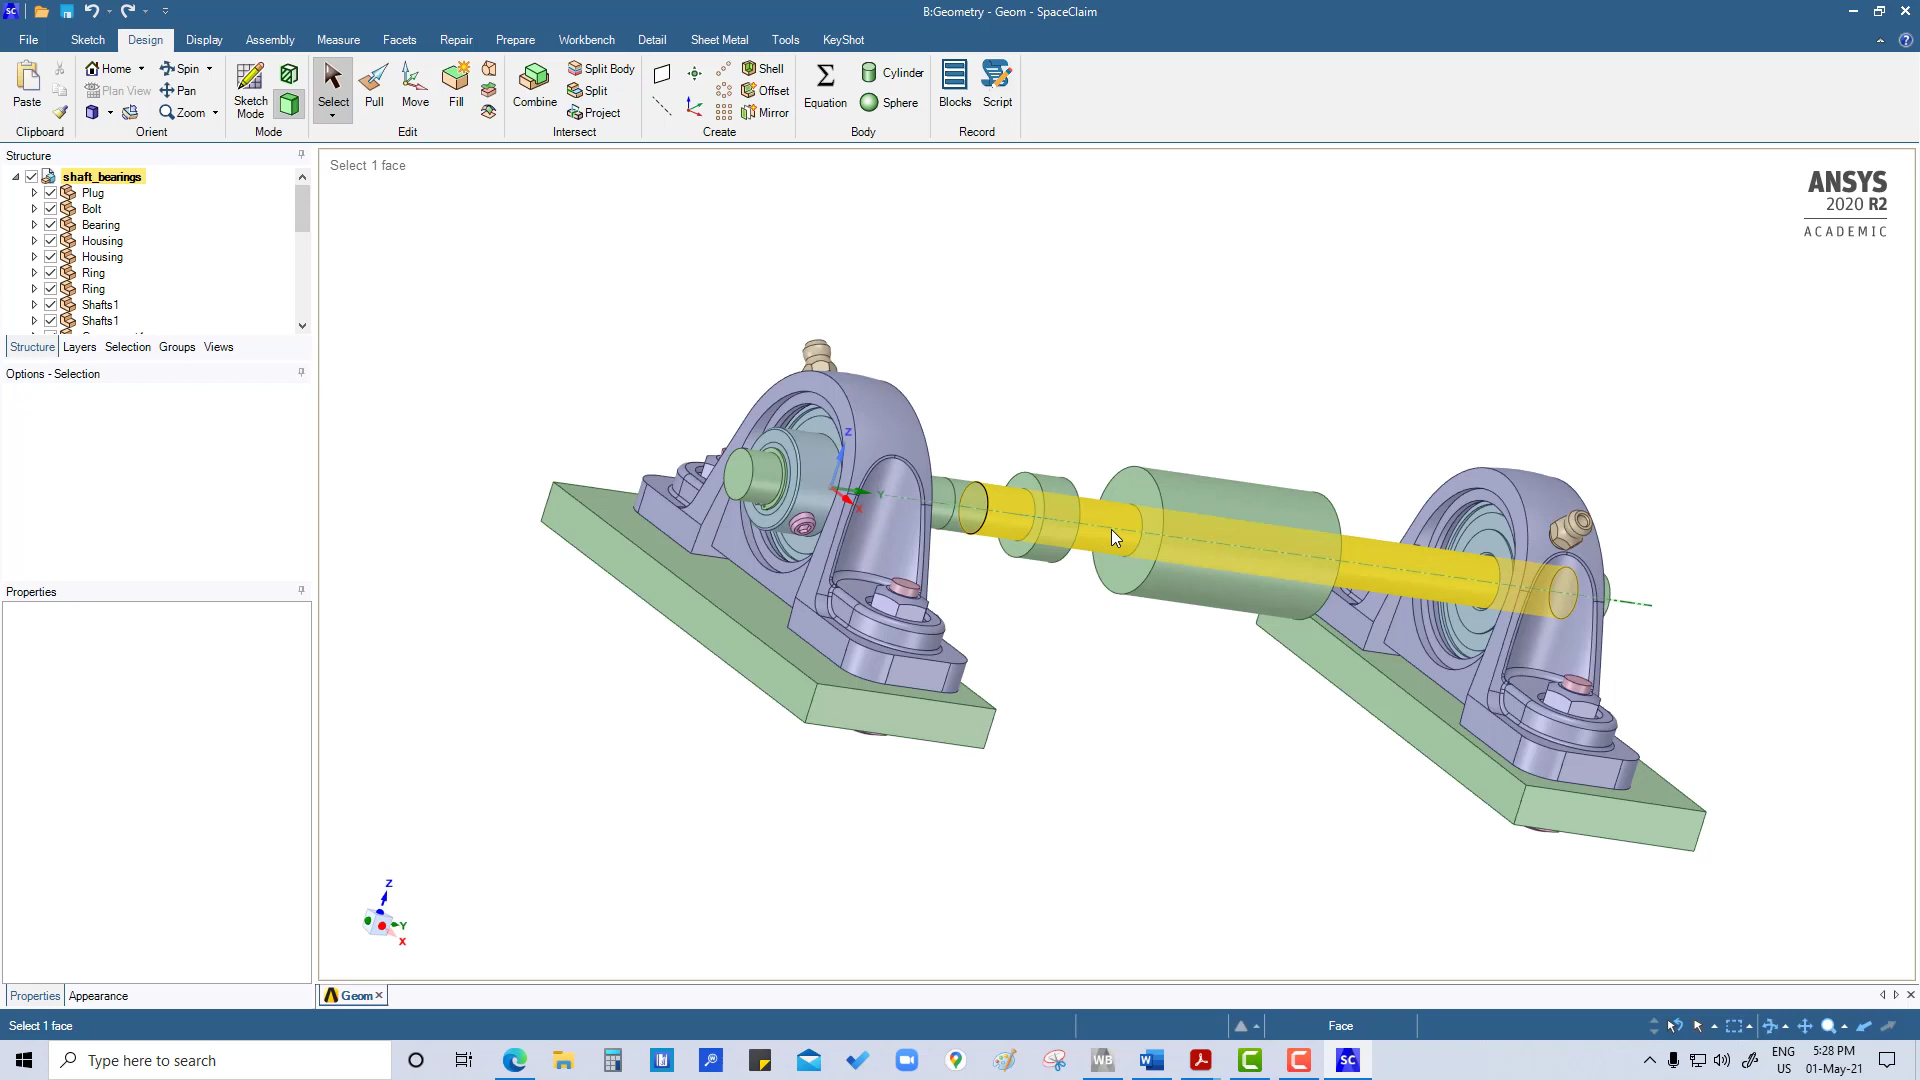 B:Geometry - Geom - SpaceClaim
File Sketch Design Display Assembly Measure Facets Repair Prepare Workbench Detail Sheet Metal Tools KeyShot
Paste
Clipboard
Home Spin
Plan View Pan
Zoom
Orient
Sketch Mode
Mode
Select Pull Move Fill
Edit
Combine Split Body
Split
Project
Intersect
Shell
Offset
Mirror
Create
Equation Cylinder
Sphere
Body
Blocks Script
Record
Structure
shaft_bearings
Plug
Bolt
Bearing
Housing
Housing
Ring
Ring
Shafts1
Shafts1
Structure Layers Selection Groups Views
Options - Selection
Properties
Properties Appearance
Select 1 face
ANSYS
2020 R2
ACADEMIC
Z
Y
X
Z
Y
X
Geom
Select 1 face
Face
Type here to search
ENG
US
5:28 PM
01-May-21